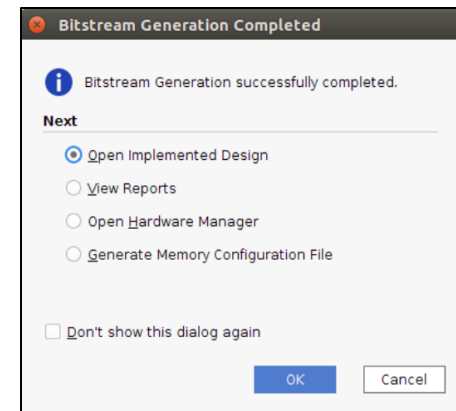 Bitstream Generation Completed
Bitstream Generation successfully completed.
Next
Open Implemented Design
View Reports
Open Hardware Manager
Generate Memory Configuration File
Don't show this dialog again
OK
Cancel